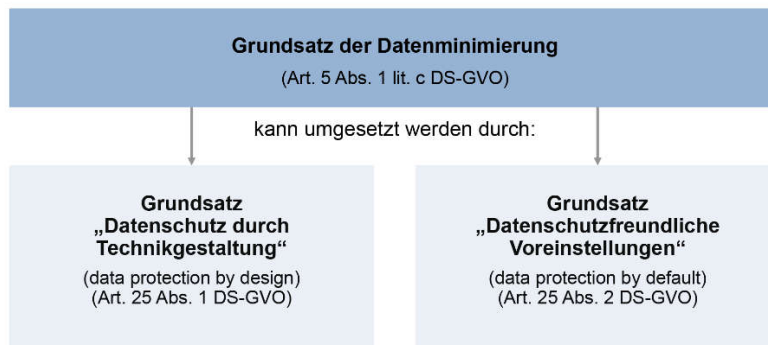 Grundsatz der Datenminimierung
(Art. 5 Abs. 1 lit. c DS-GVO)
kann umgesetzt werden durch:
Grundsatz
„Datenschutz durch
Technikgestaltung“
(data protection by design)
(Art. 25 Abs. 1 DS-GVO)
Grundsatz
„Datenschutzfreundliche
Voreinstellungen“
(data protection by default)
(Art. 25 Abs. 2 DS-GVO)